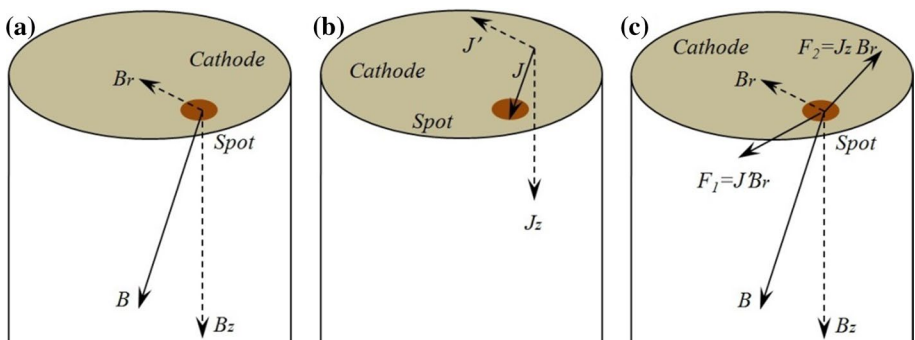 (a)
Cathode
Br
Spot
B
Bz
(b)
J'
Cathode
J
Spot
Jz
(c)
Cathode
F2=Jz Br
Br
Spot
F1=J'Br
B
Bz